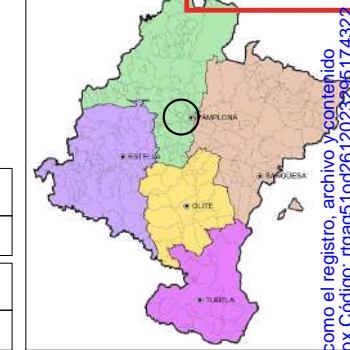 PAMPLONA
ESTELLA
SANGÜESA
OLITE
TUDELA
como el registro, archivo y contenido